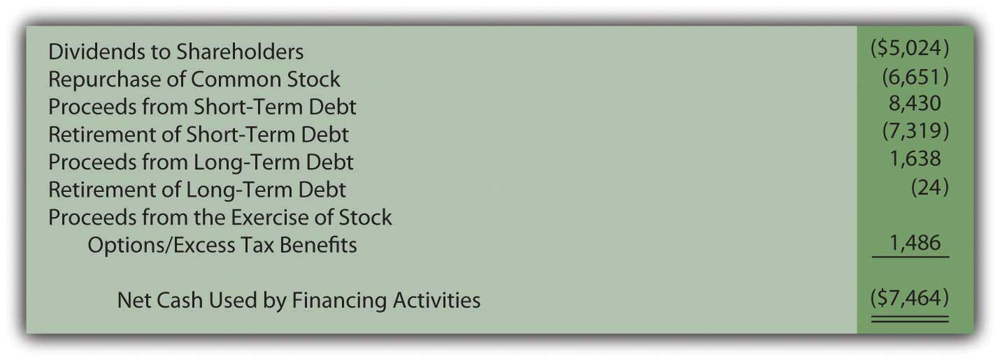 Dividends to Shareholders ($5,024)
Repurchase of Common Stock (6,651)
Proceeds from Short-Term Debt 8,430
Retirement of Short-Term Debt (7,319)
Proceeds from Long-Term Debt 1,638
Retirement of Long-Term Debt (24)
Proceeds from the Exercise of Stock
Options/Excess Tax Benefits 1,486
Net Cash Used by Financing Activities ($7,464)